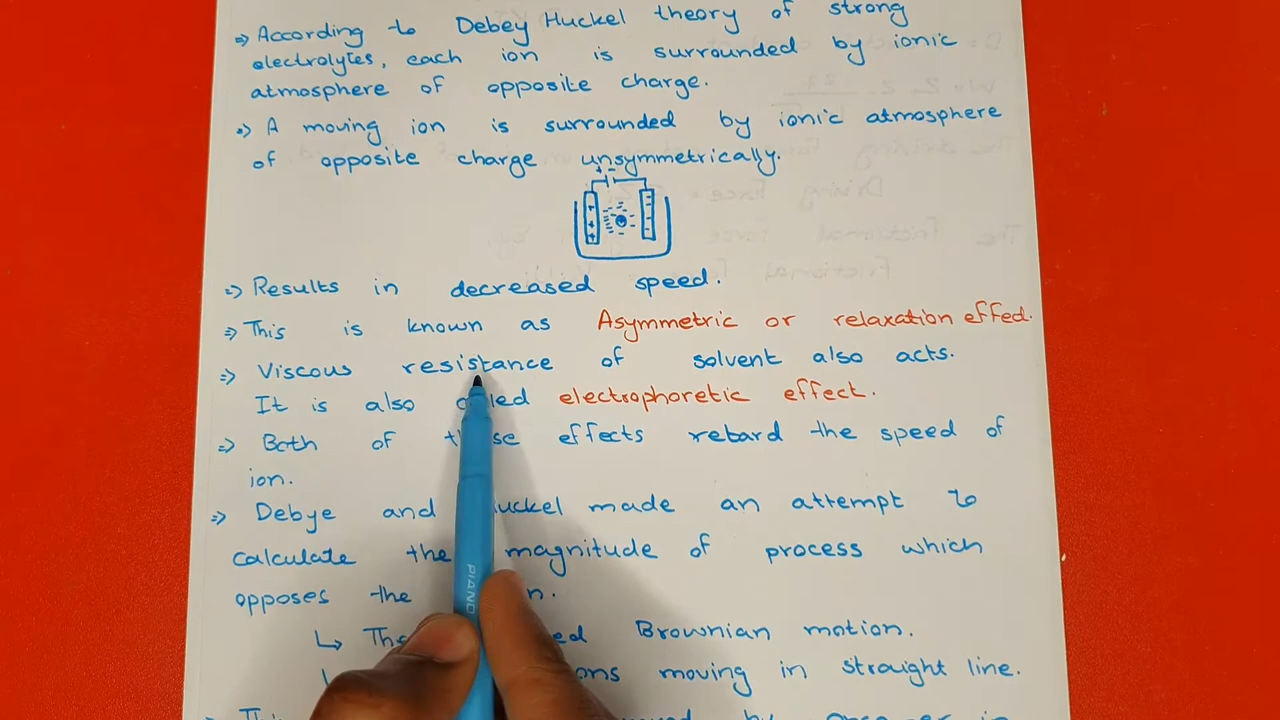 ⇒ According to Debey Huckel theory of strong
electrolytes, each ion is surrounded by ionic
atmosphere of opposite charge.
⇒ A moving ion is surrounded by ionic atmosphere
of opposite charge unsymmetrically.
⇒ Results in decreased speed.
⇒ This is known as Asymmetric or relaxation effect.
⇒ Viscous resistance of solvent also acts.
It is also called electrophoretic effect.
⇒ Both of these effects retard the speed of
ion.
⇒ Debye and Huckel made an attempt to
calculate the magnitude of process which
opposes the
↳ Brownian motion.
↳ moving in straight line.
PIANO